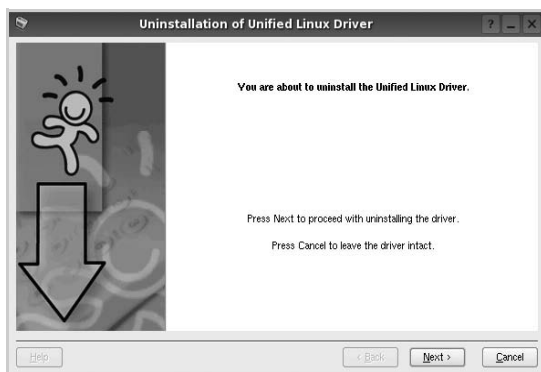 Uninstallation of Unified Linux Driver
? _ X
You are about to uninstall the Unified Linux Driver.
Press Next to proceed with uninstalling the driver.
Press Cancel to leave the driver intact.
Help
< Back
Next >
Cancel